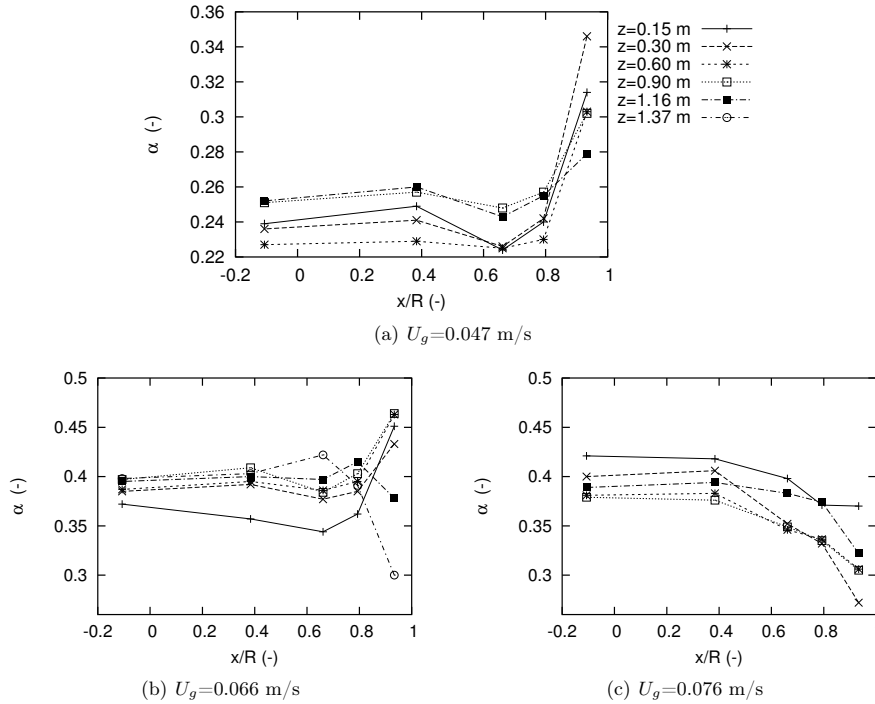 0.36
0.34
0.32
0.3
0.28
0.26
0.24
0.22
α (-)
-0.2 0 0.2 0.4 0.6 0.8 1
x/R (-)
z=0.15 m
z=0.30 m
z=0.60 m
z=0.90 m
z=1.16 m
z=1.37 m
(a) U_g=0.047 m/s
0.5
0.45
0.4
0.35
0.3
α (-)
-0.2 0 0.2 0.4 0.6 0.8 1
x/R (-)
(b) U_g=0.066 m/s
0.5
0.45
0.4
0.35
0.3
α (-)
-0.2 0 0.2 0.4 0.6 0.8
x/R (-)
(c) U_g=0.076 m/s